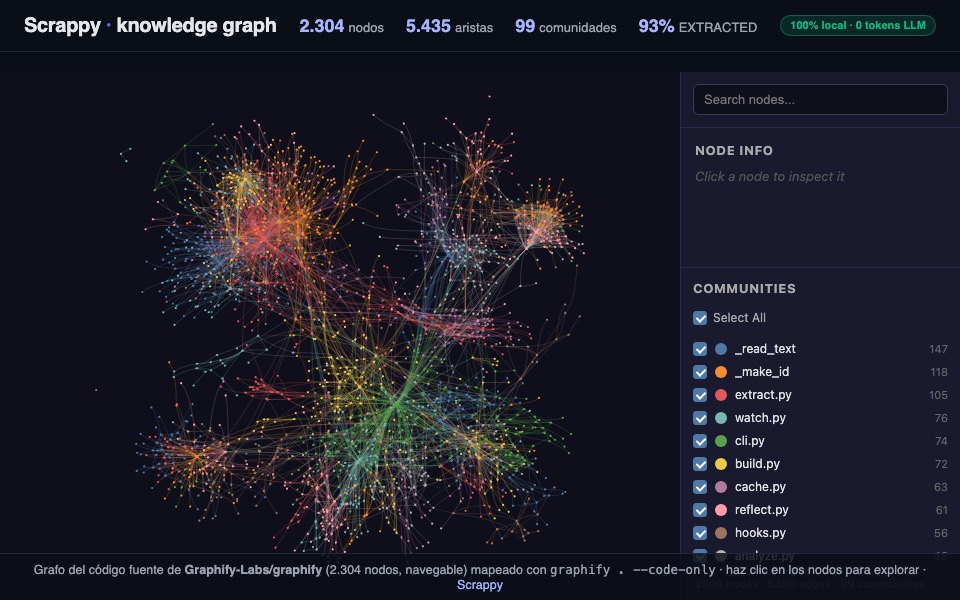 Scrappy · knowledge graph
2.304 nodos
5.435 aristas
99 comunidades
93% EXTRACTED
100% local · 0 tokens LLM
Search nodes...
NODE INFO
Click a node to inspect it
COMMUNITIES
Select All
_read_text 147
_make_id 118
extract.py 105
watch.py 76
cli.py 74
build.py 72
cache.py 63
reflect.py 61
hooks.py 56
analyze.py
Grafo del código fuente de Graphify-Labs/graphify (2.304 nodos, navegable) mapeado con graphify . --code-only · haz clic en los nodos para explorar ·
Scrappy